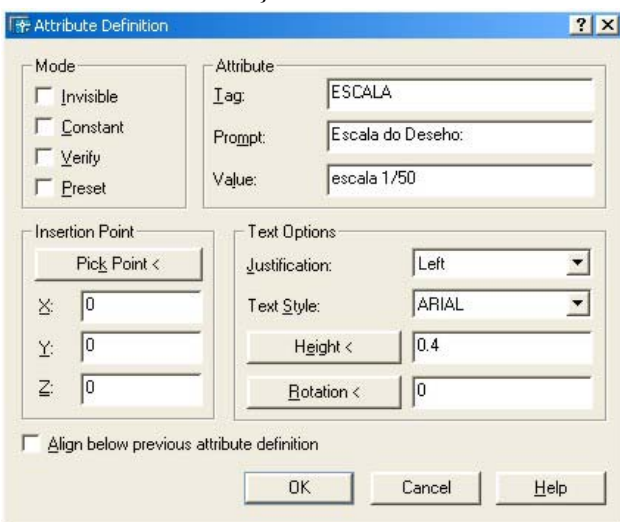 Attribute Definition
Mode
Invisible
Constant
Verify
Preset
Attribute
Tag: ESCALA
Prompt: Escala do Deseho:
Value: escala 1/50
Insertion Point
Pick Point <
X: 0
Y: 0
Z: 0
Text Options
Justification: Left
Text Style: ARIAL
Height < 0.4
Rotation < 0
Align below previous attribute definition
OK Cancel Help